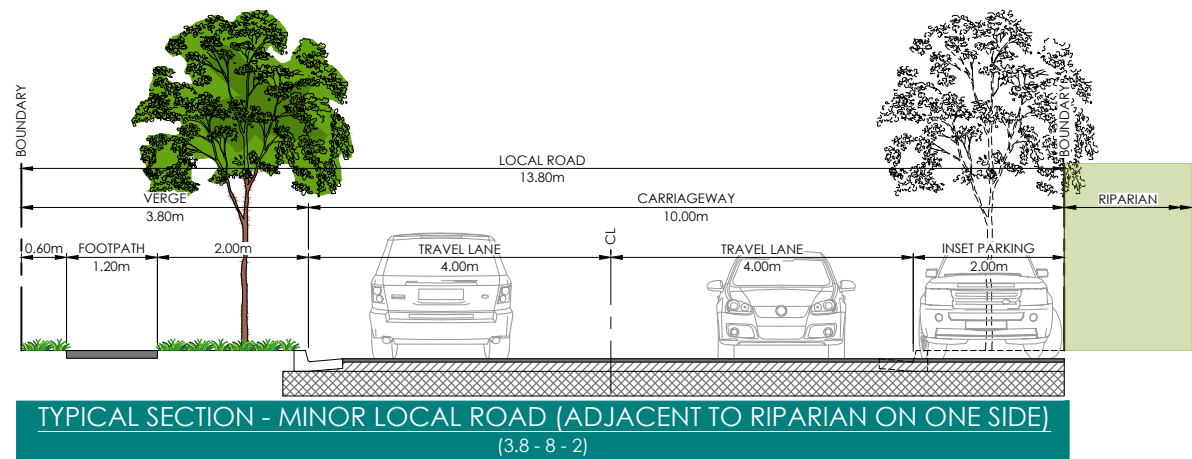 BOUNDARY
BOUNDARY
LOCAL ROAD
13.80m
VERGE
3.80m
CARRIAGEWAY
10.00m
RIPARIAN
0.60m
FOOTPATH
1.20m
2.00m
TRAVEL LANE
4.00m
CL
TRAVEL LANE
4.00m
INSET PARKING
2.00m
TYPICAL SECTION - MINOR LOCAL ROAD (ADJACENT TO RIPARIAN ON ONE SIDE)
(3.8 - 8 - 2)